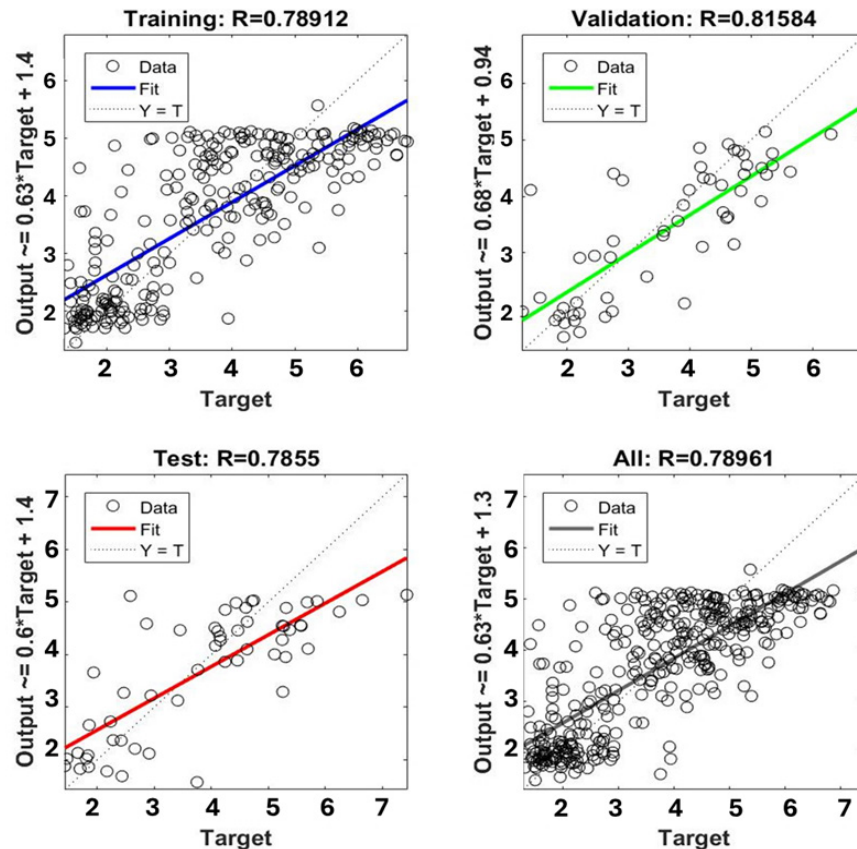 Training: R=0.78912
Output ~= 0.63*Target + 1.4
6
5
4
3
2
Data
Fit
Y = T
2 3 4 5 6
Target
Validation: R=0.81584
Output ~= 0.68*Target + 0.94
6
5
4
3
2
Data
Fit
Y = T
2 3 4 5 6
Target
Test: R=0.7855
Output ~= 0.6*Target + 1.4
7
6
5
4
3
2
Data
Fit
Y = T
2 3 4 5 6 7
Target
All: R=0.78961
Output ~= 0.63*Target + 1.3
7
6
5
4
3
2
Data
Fit
Y = T
2 3 4 5 6 7
Target